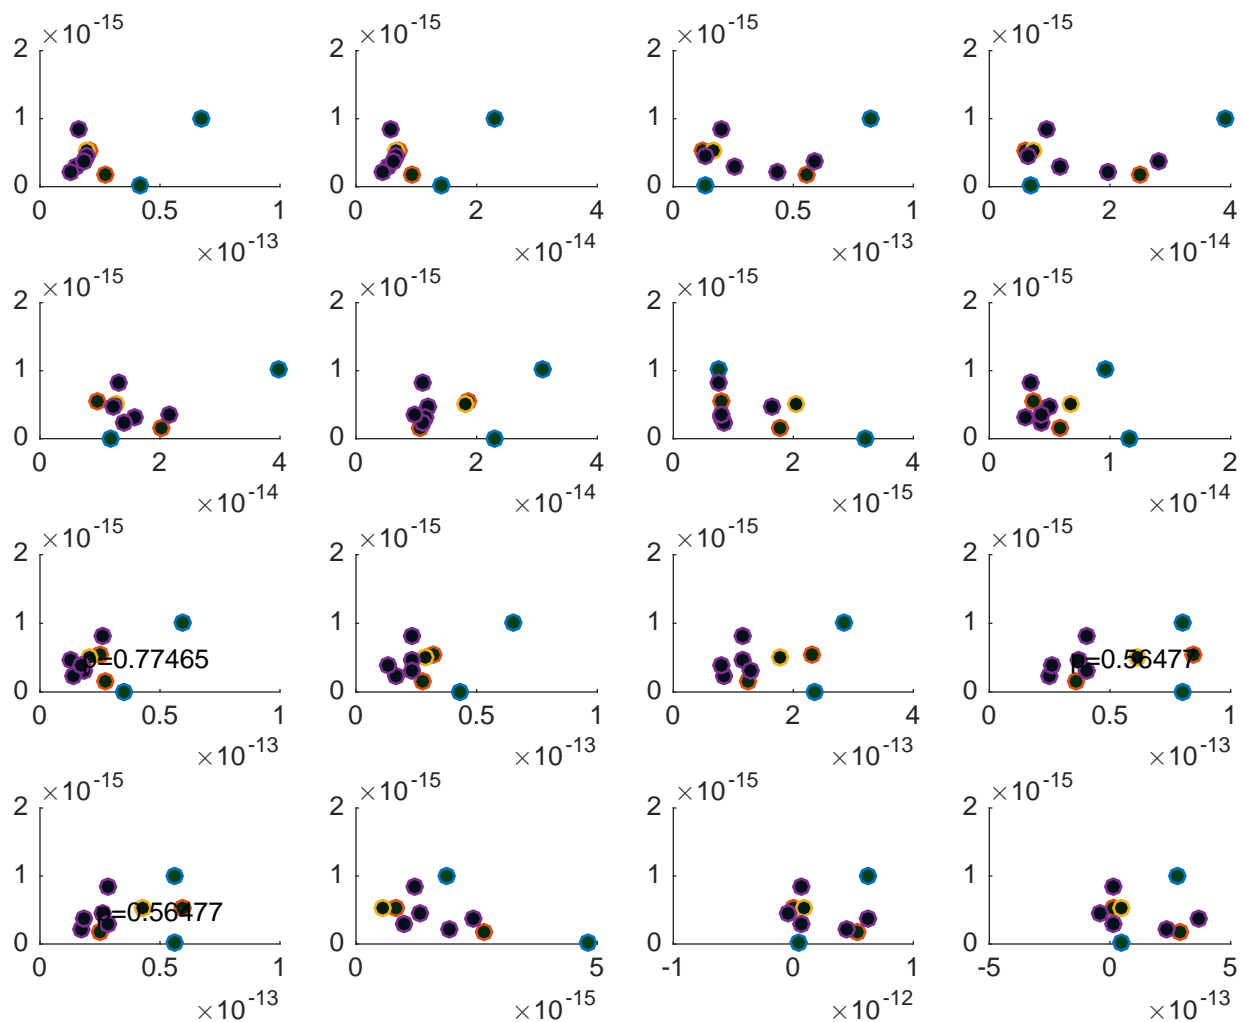 ×10-15 ×10-15 ×10-15 ×10-15
2 2 2 2
1 1 1 1
0 0 0 0
0 0.5 1 0 2 4 0 0.5 1 0 2 4
×10-13 ×10-14 ×10-13 ×10-14
×10-15 ×10-15 ×10-15 ×10-15
2 2 2 2
1 1 1 1
0 0 0 0
0 2 4 0 2 4 0 2 4 0 1 2
×10-14 ×10-14 ×10-15 ×10-14
×10-15 ×10-15 ×10-15 ×10-15
2 2 2 2
1 1 1 1
=0.77465 p=0.56477
0 0 0 0
0 0.5 1 0 0.5 1 0 2 4 0 0.5 1
×10-13 ×10-13 ×10-13 ×10-13
×10-15 ×10-15 ×10-15 ×10-15
2 2 2 2
1 1 1 1
p=0.56477
0 0 0 0
0 0.5 1 0 5 -1 0 1 -5 0 5
×10-13 ×10-15 ×10-12 ×10-13